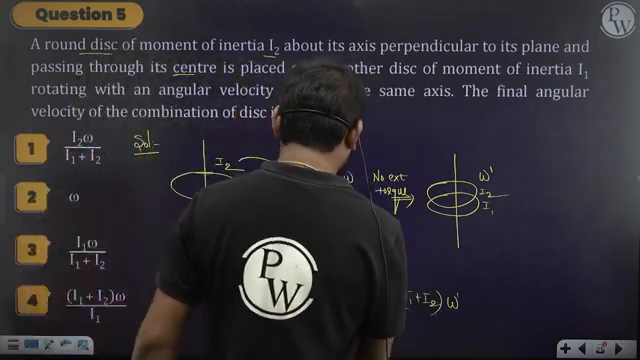 Question 5
A round disc of moment of inertia I₂ about its axis perpendicular to its plane and
passing through its centre is placed other disc of moment of inertia I₁
rotating with an angular velocity same axis. The final angular
velocity of the combination of disc
1 I₂ω / (I₁ + I₂)
Sol:-
2 ω
3 I₁ω / (I₁ + I₂)
4 (I₁ + I₂)ω / I₁
I₂
No ext
torque
ω'
I₂
I₁
+ I₂) ω'
P
W
P
W